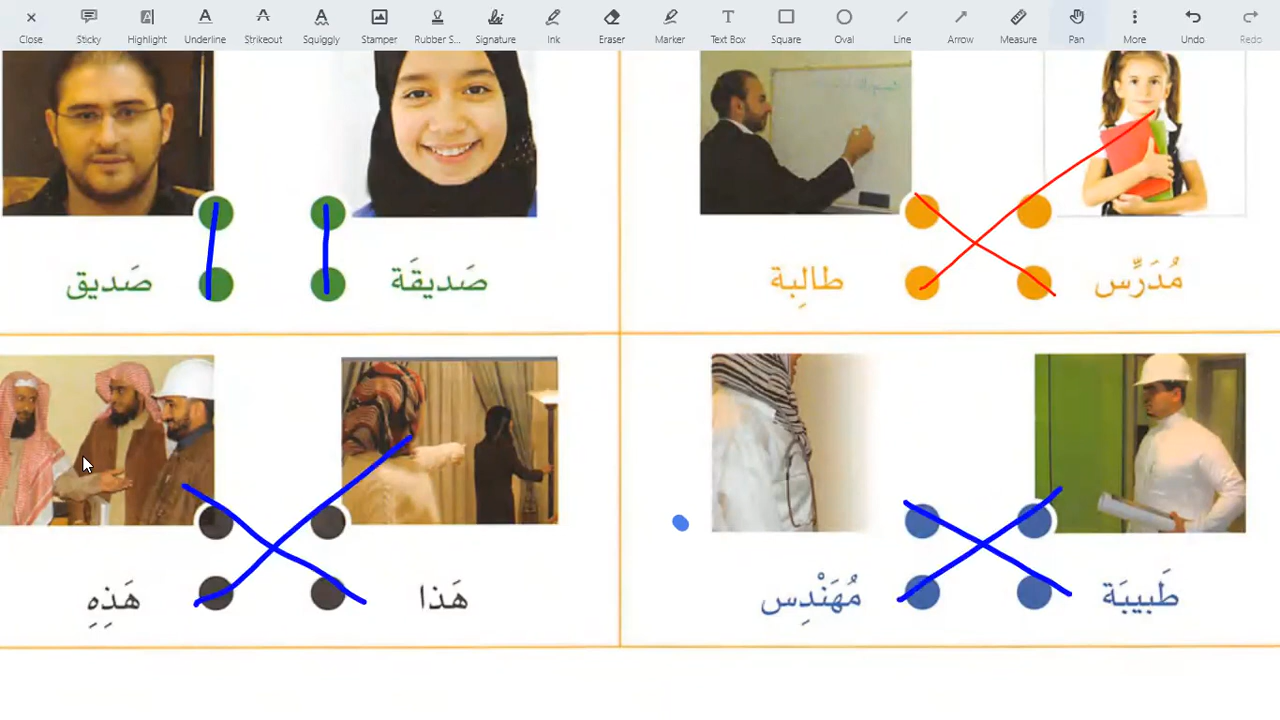 Close Sticky Highlight Underline Strikeout Squiggly Stamper Rubber S... Signature Ink Eraser Marker Text Box Square Oval Line Arrow Measure Pan More Undo Redo
مُدَرِّس
طالِبة
صَديقَة
صَديق
طَبيبَة
مُهَنْدِس
هَذا
هَذِهِ